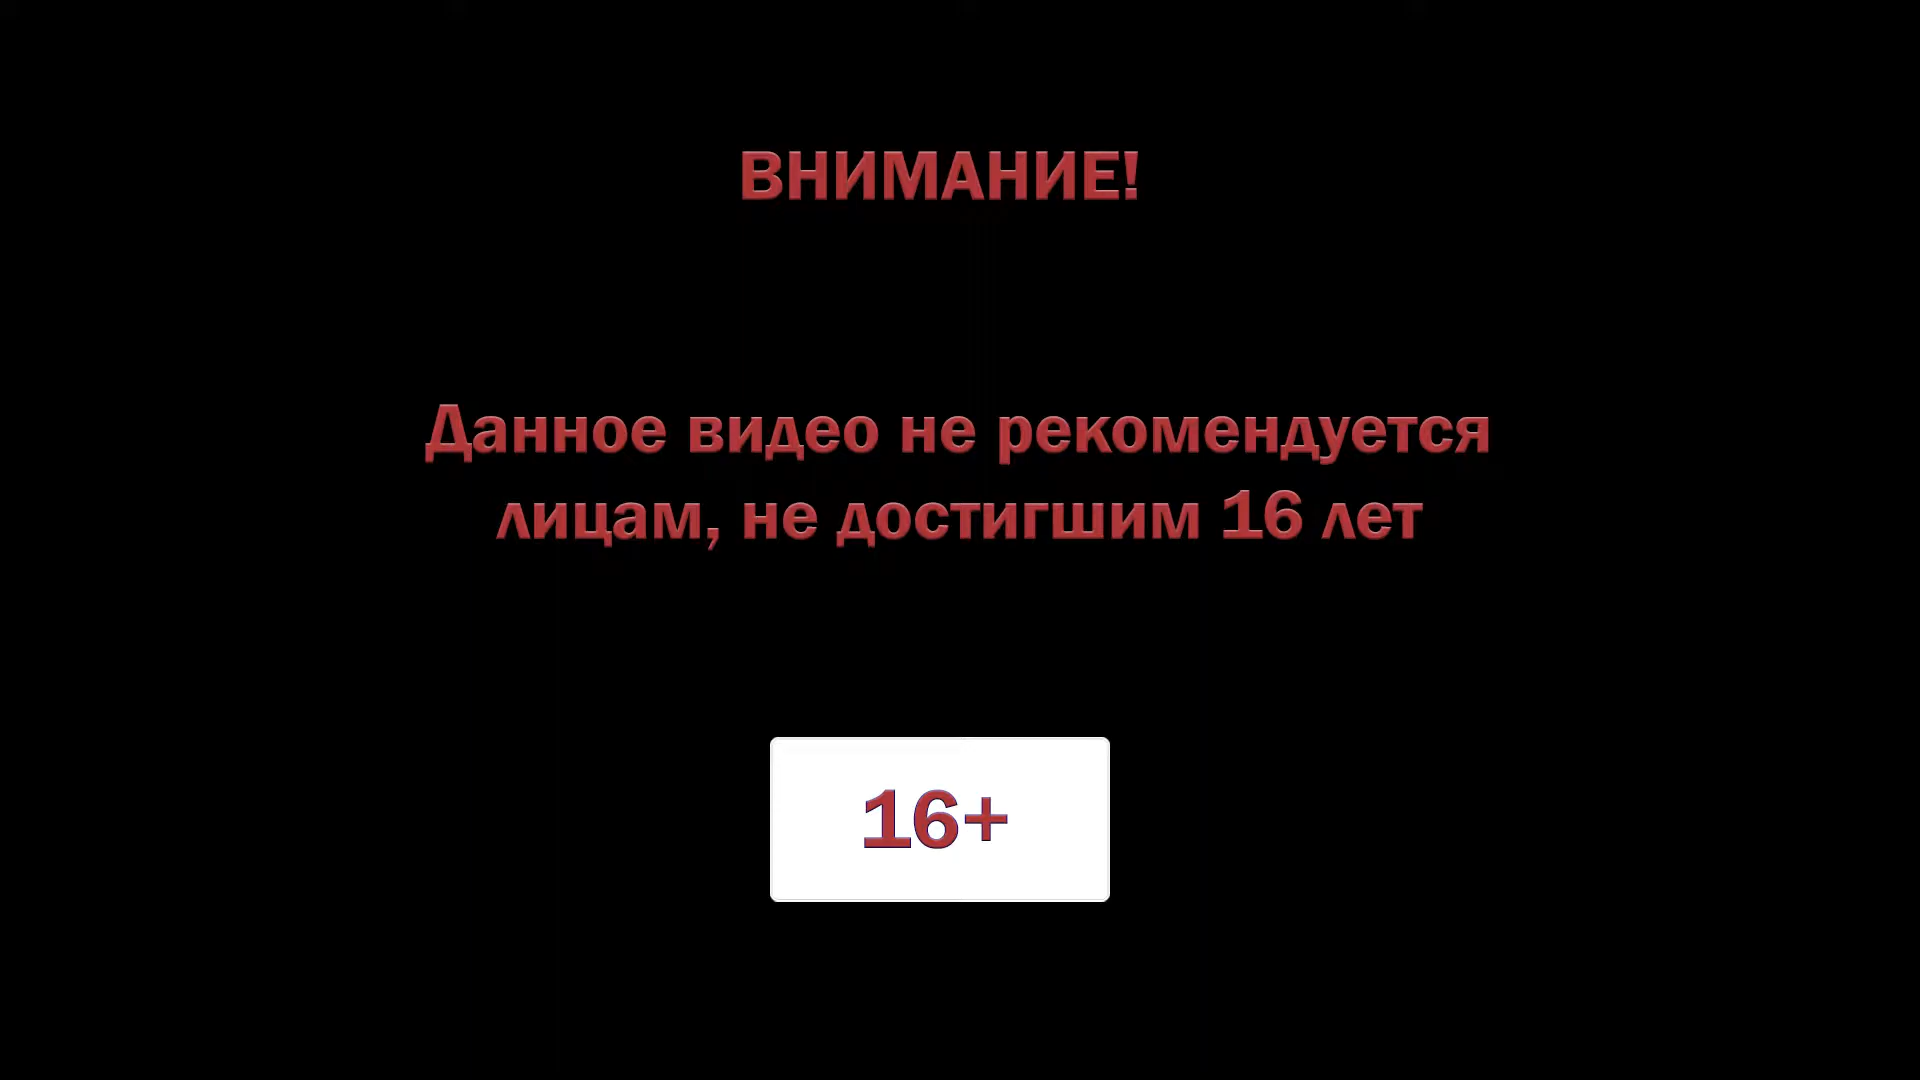 ВНИМАНИЕ!
Данное видео не рекомендуется
лицам, не достигшим 16 лет
16+